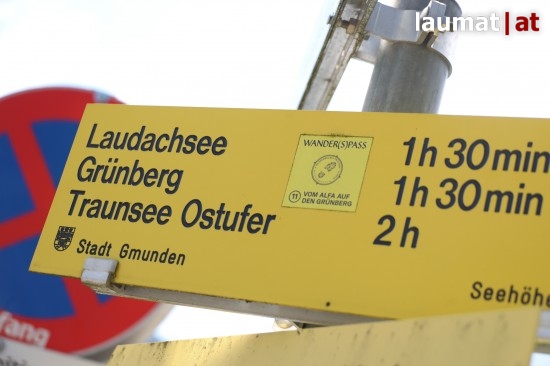 laumat|at
Laudachsee 1h 30min
Grünberg 1h 30min
Traunsee Ostufer 2h
WANDER(S)PASS
11
VOM ALFA AUF
DEN GRÜNBERG
Stadt Gmunden
Seehöhe